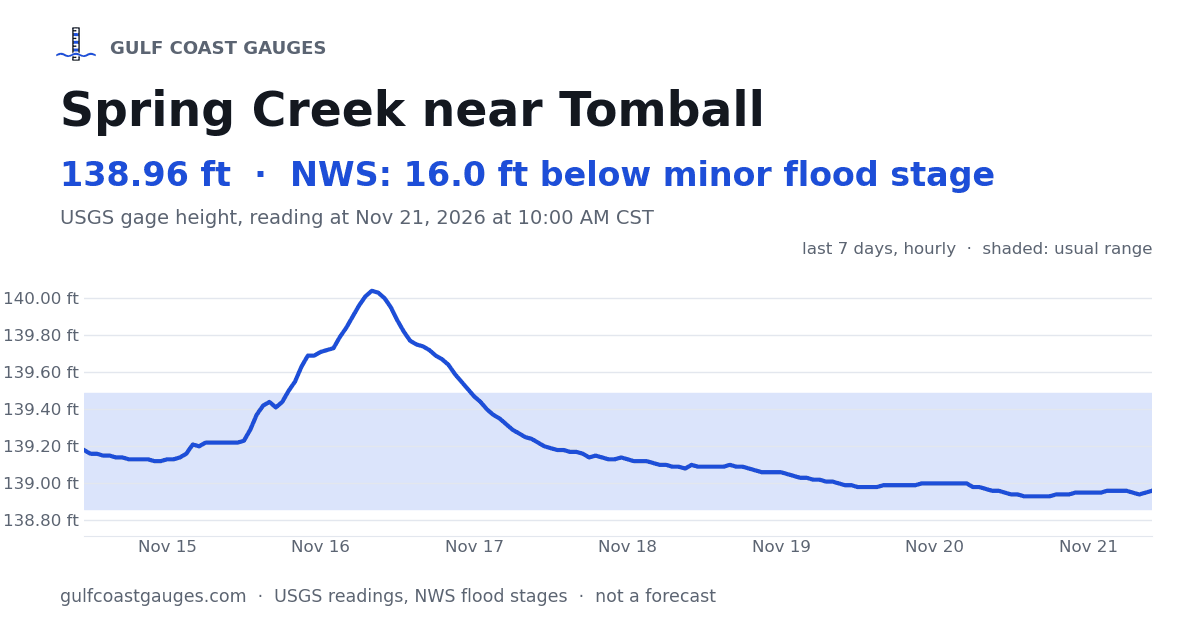 GULF COAST GAUGES
Spring Creek near Tomball
138.96 ft · NWS: 16.0 ft below minor flood stage
USGS gage height, reading at Nov 21, 2026 at 10:00 AM CST
last 7 days, hourly · shaded: usual range
140.00 ft
139.80 ft
139.60 ft
139.40 ft
139.20 ft
139.00 ft
138.80 ft
Nov 15 Nov 16 Nov 17 Nov 18 Nov 19 Nov 20 Nov 21
gulfcoastgauges.com · USGS readings, NWS flood stages · not a forecast